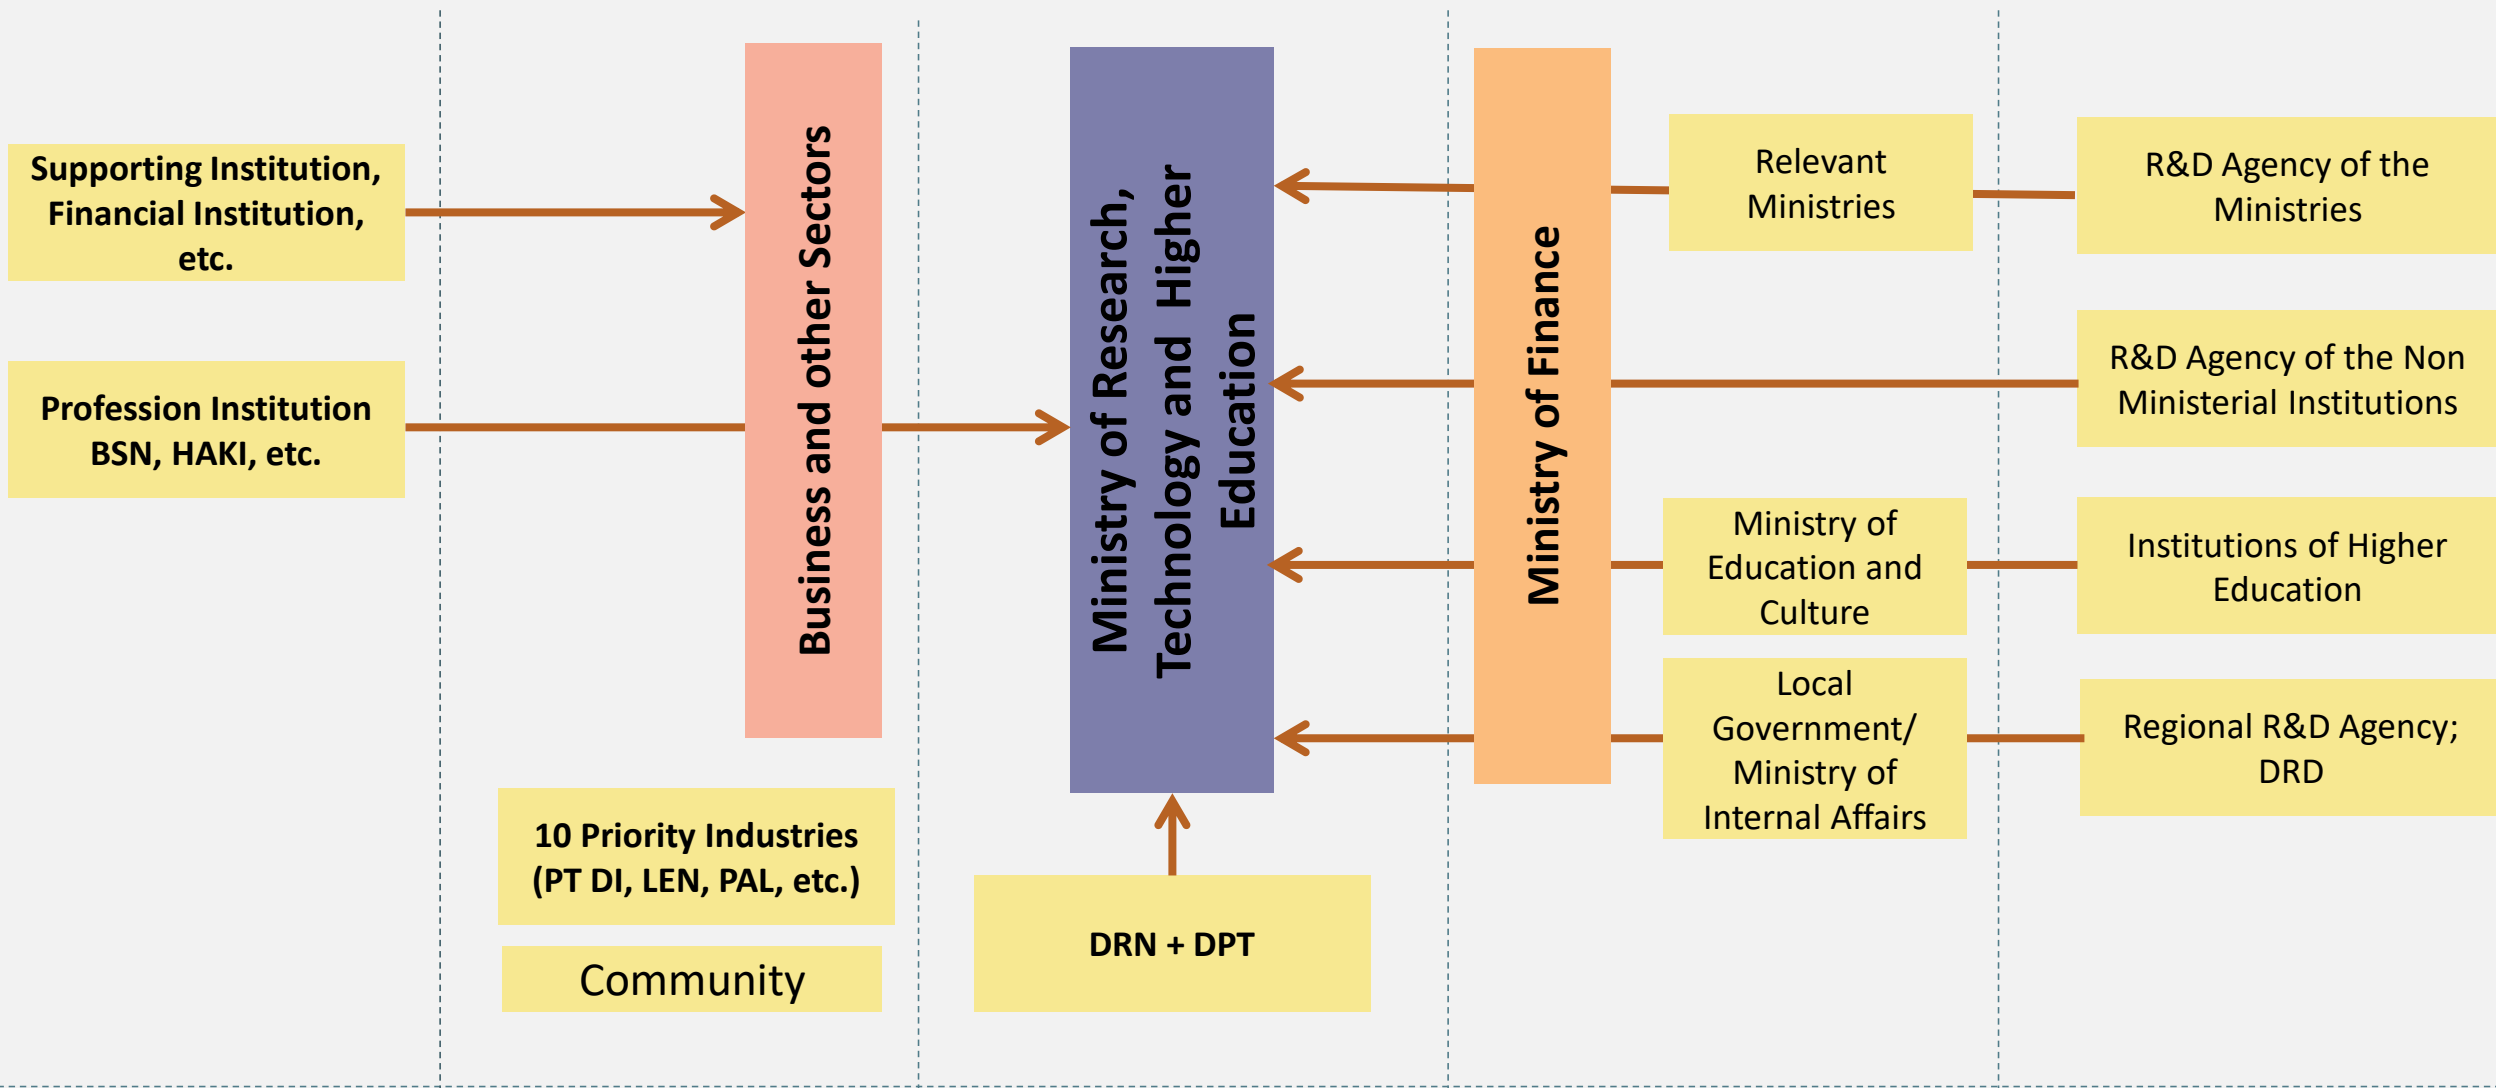 Supporting Institution,
Financial Institution,
etc.
Profession Institution
BSN, HAKI, etc.
Business and other Sectors
10 Priority Industries
(PT DI, LEN, PAL, etc.)
Community
Ministry of Research,
Technology and Higher
Education
DRN + DPT
Ministry of Finance
Relevant
Ministries
Ministry of
Education and
Culture
Local
Government/
Ministry of
Internal Affairs
R&D Agency of the
Ministries
R&D Agency of the Non
Ministerial Institutions
Institutions of Higher
Education
Regional R&D Agency;
DRD